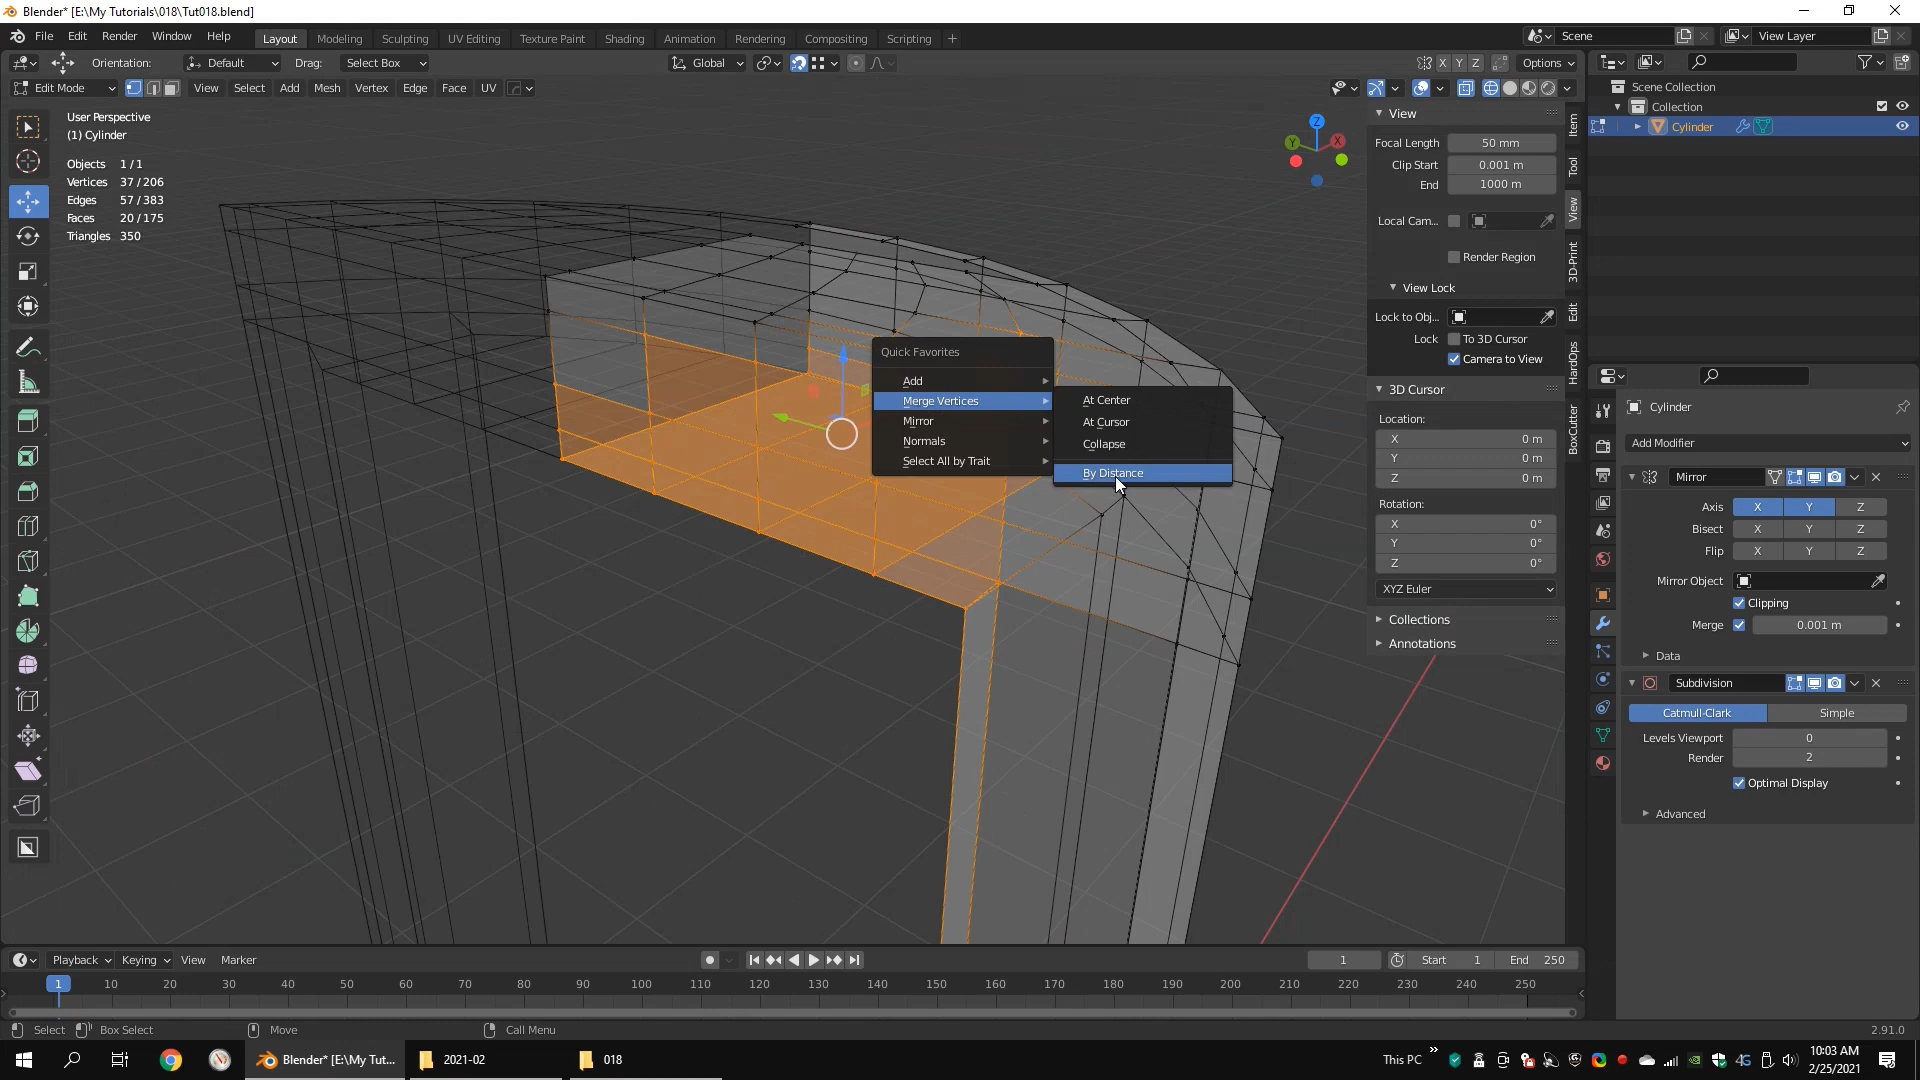 Blender* [E:\My Tutorials\018\Tut018.blend]
File Edit Render Window Help Layout Modeling Sculpting UV Editing Texture Paint Shading Animation Rendering Compositing Scripting + Scene View Layer
Orientation: Default Drag: Select Box Global X Y Z Options
Edit Mode View Select Add Mesh Vertex Edge Face UV
User Perspective
(1) Cylinder
Objects 1 / 1
Vertices 37 / 206
Edges 57 / 383
Faces 20 / 175
Triangles 350
Z
Y
X
Quick Favorites
Add
Merge Vertices
Mirror
Normals
Select All by Trait
At Center
At Cursor
Collapse
By Distance
View
Focal Length 50 mm
Clip Start 0.001 m
End 1000 m
Local Cam...
Render Region
View Lock
Lock to Obj...
Lock To 3D Cursor
Camera to View
3D Cursor
Location:
X 0 m
Y 0 m
Z 0 m
Rotation:
X 0°
Y 0°
Z 0°
XYZ Euler
Collections
Annotations
Item
Tool
View
3D-Print
Edit
HardOps
BoxCutter
Scene Collection
Collection
Cylinder
Cylinder
Add Modifier
Mirror
Axis X Y Z
Bisect X Y Z
Flip X Y Z
Mirror Object
Clipping
Merge 0.001 m
Data
Subdivision
Catmull-Clark Simple
Levels Viewport 0
Render 2
Optimal Display
Advanced
Playback Keying View Marker 1 Start 1 End 250
1 10 20 30 40 50 60 70 80 90 100 110 120 130 140 150 160 170 180 190 200 210 220 230 240 250
Select Box Select Move Call Menu 2.91.0
Blender* [E:\My Tut... 2021-02 018 This PC » 4G 10:03 AM
2/25/2021